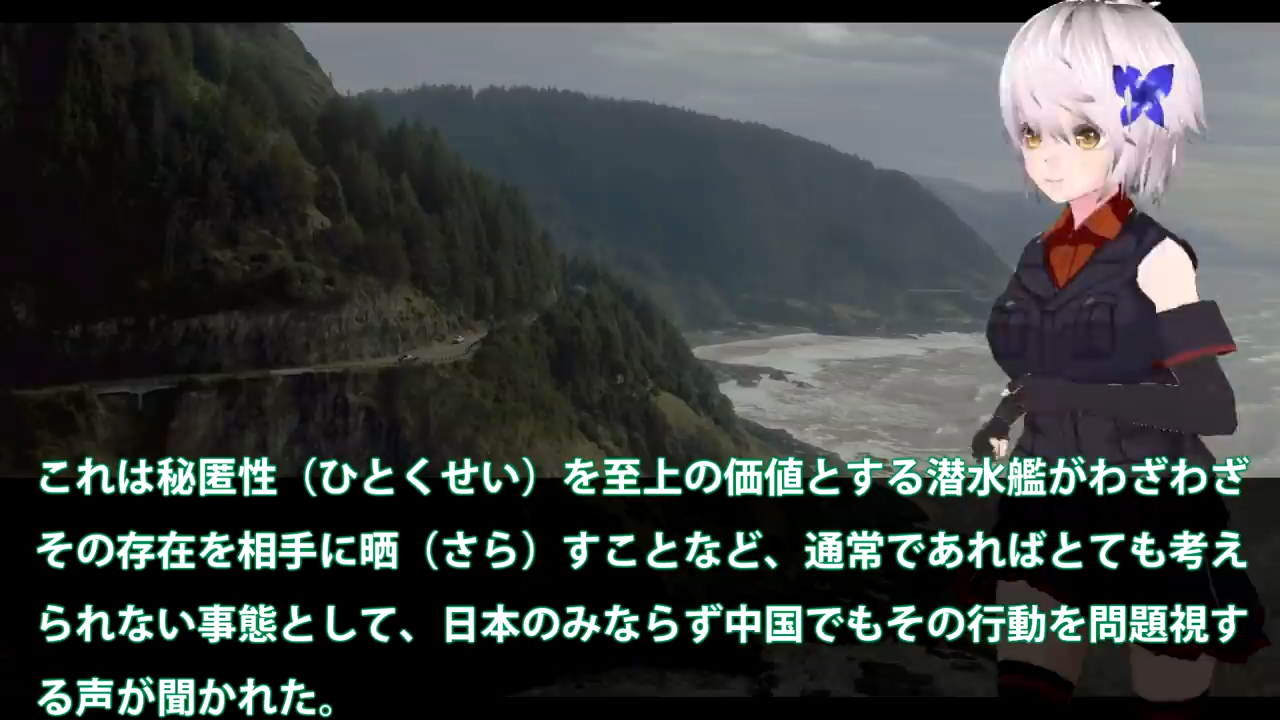 これは秘匿性（ひとくせい）を至上の価値とする潜水艦がわざわざ
その存在を相手に晒（さら）すことなど、通常であればとても考え
られない事態として、日本のみならず中国でもその行動を問題視す
る声が聞かれた。